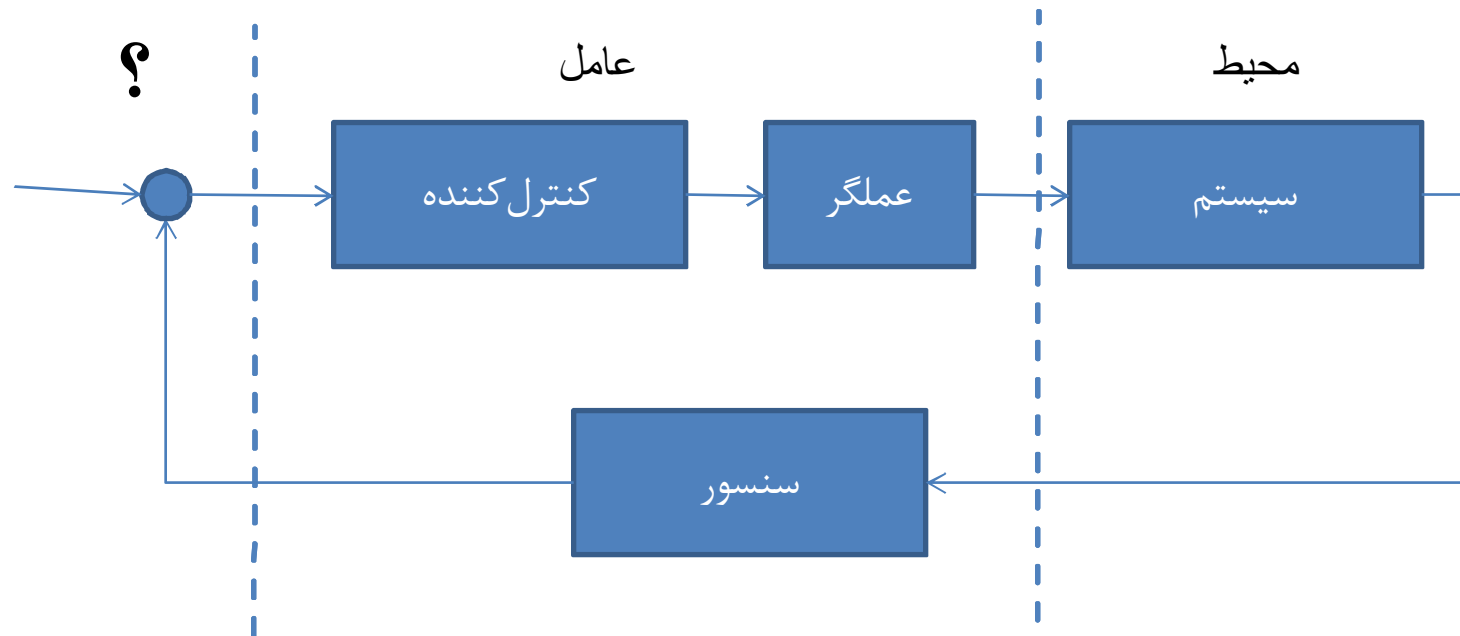 محیط
عامل
؟
کنترل‌کننده
عملگر
سیستم
سنسور